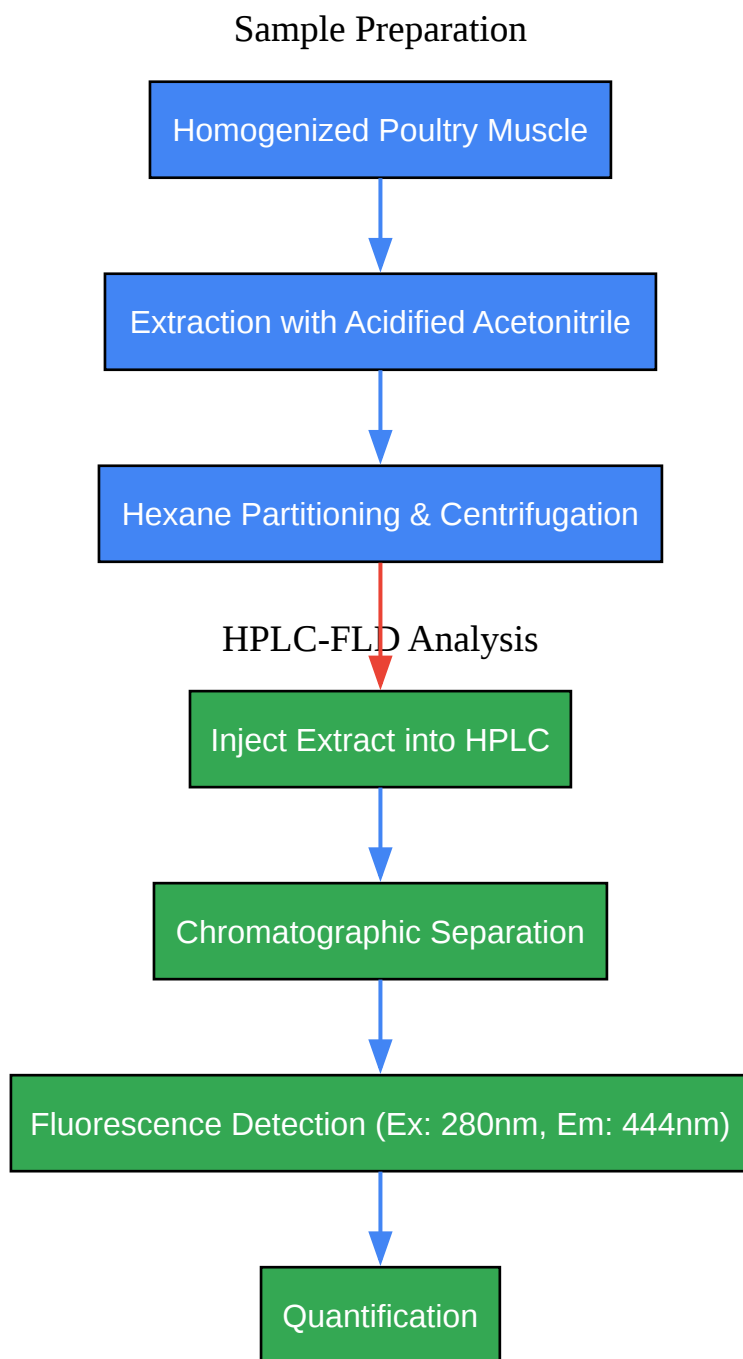 Sample Preparation
Homogenized Poultry Muscle
Extraction with Acidified Acetonitrile
Hexane Partitioning & Centrifugation
HPLC-FLD Analysis
Inject Extract into HPLC
Chromatographic Separation
Fluorescence Detection (Ex: 280nm, Em: 444nm)
Quantification